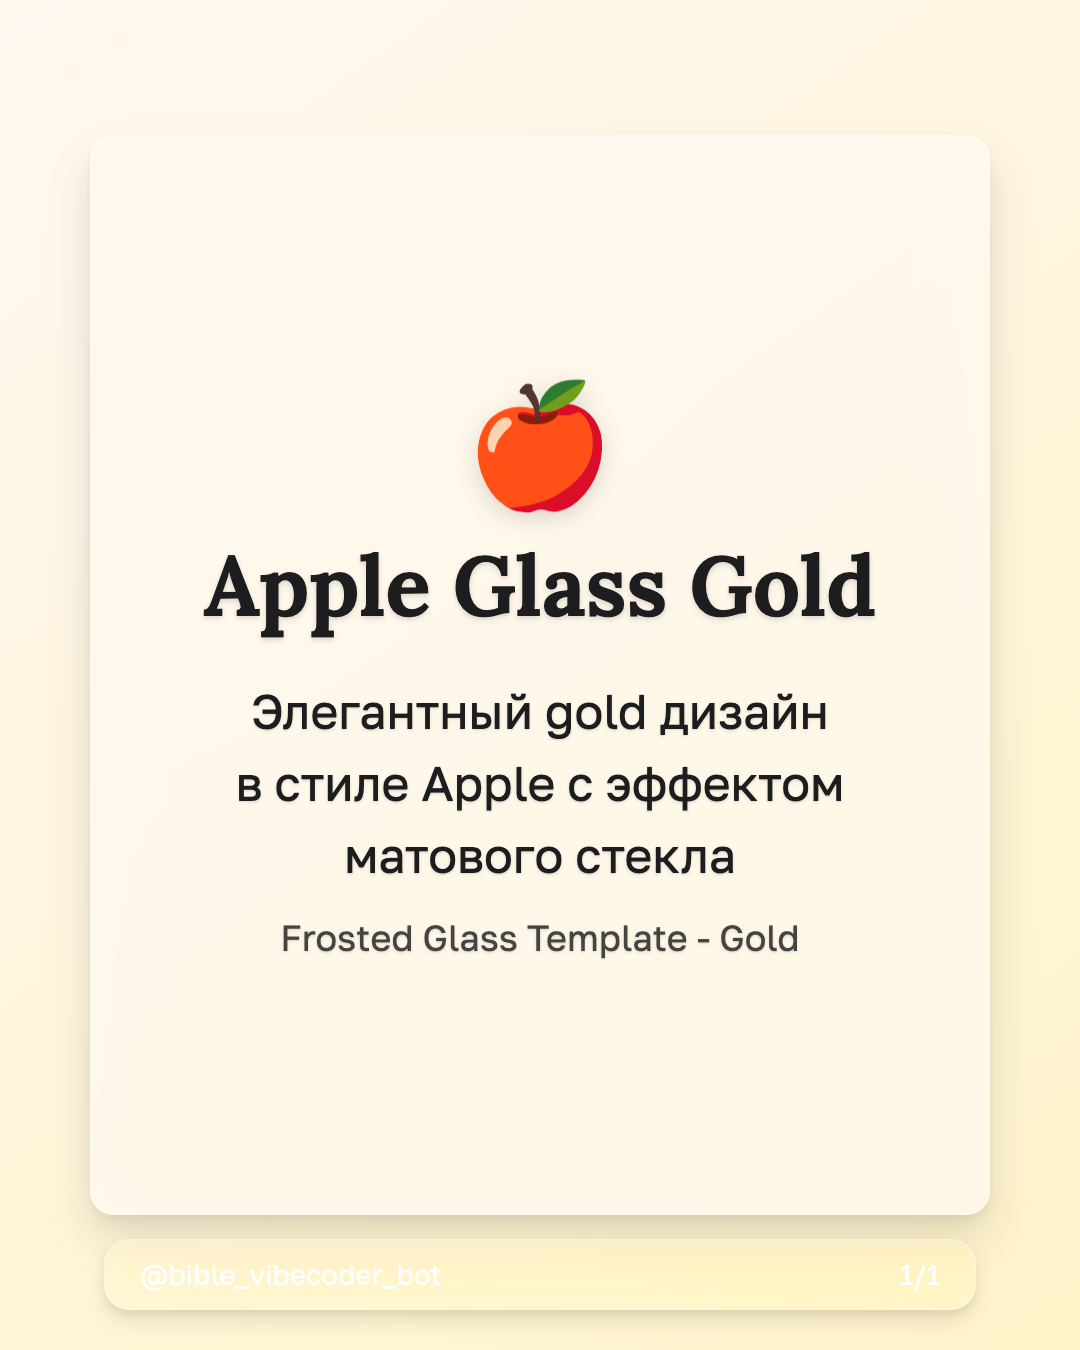 Apple Glass Gold
Элегантный gold дизайн
в стиле Apple с эффектом
матового стекла
Frosted Glass Template - Gold
@bible_vibecoder_bot
1/1